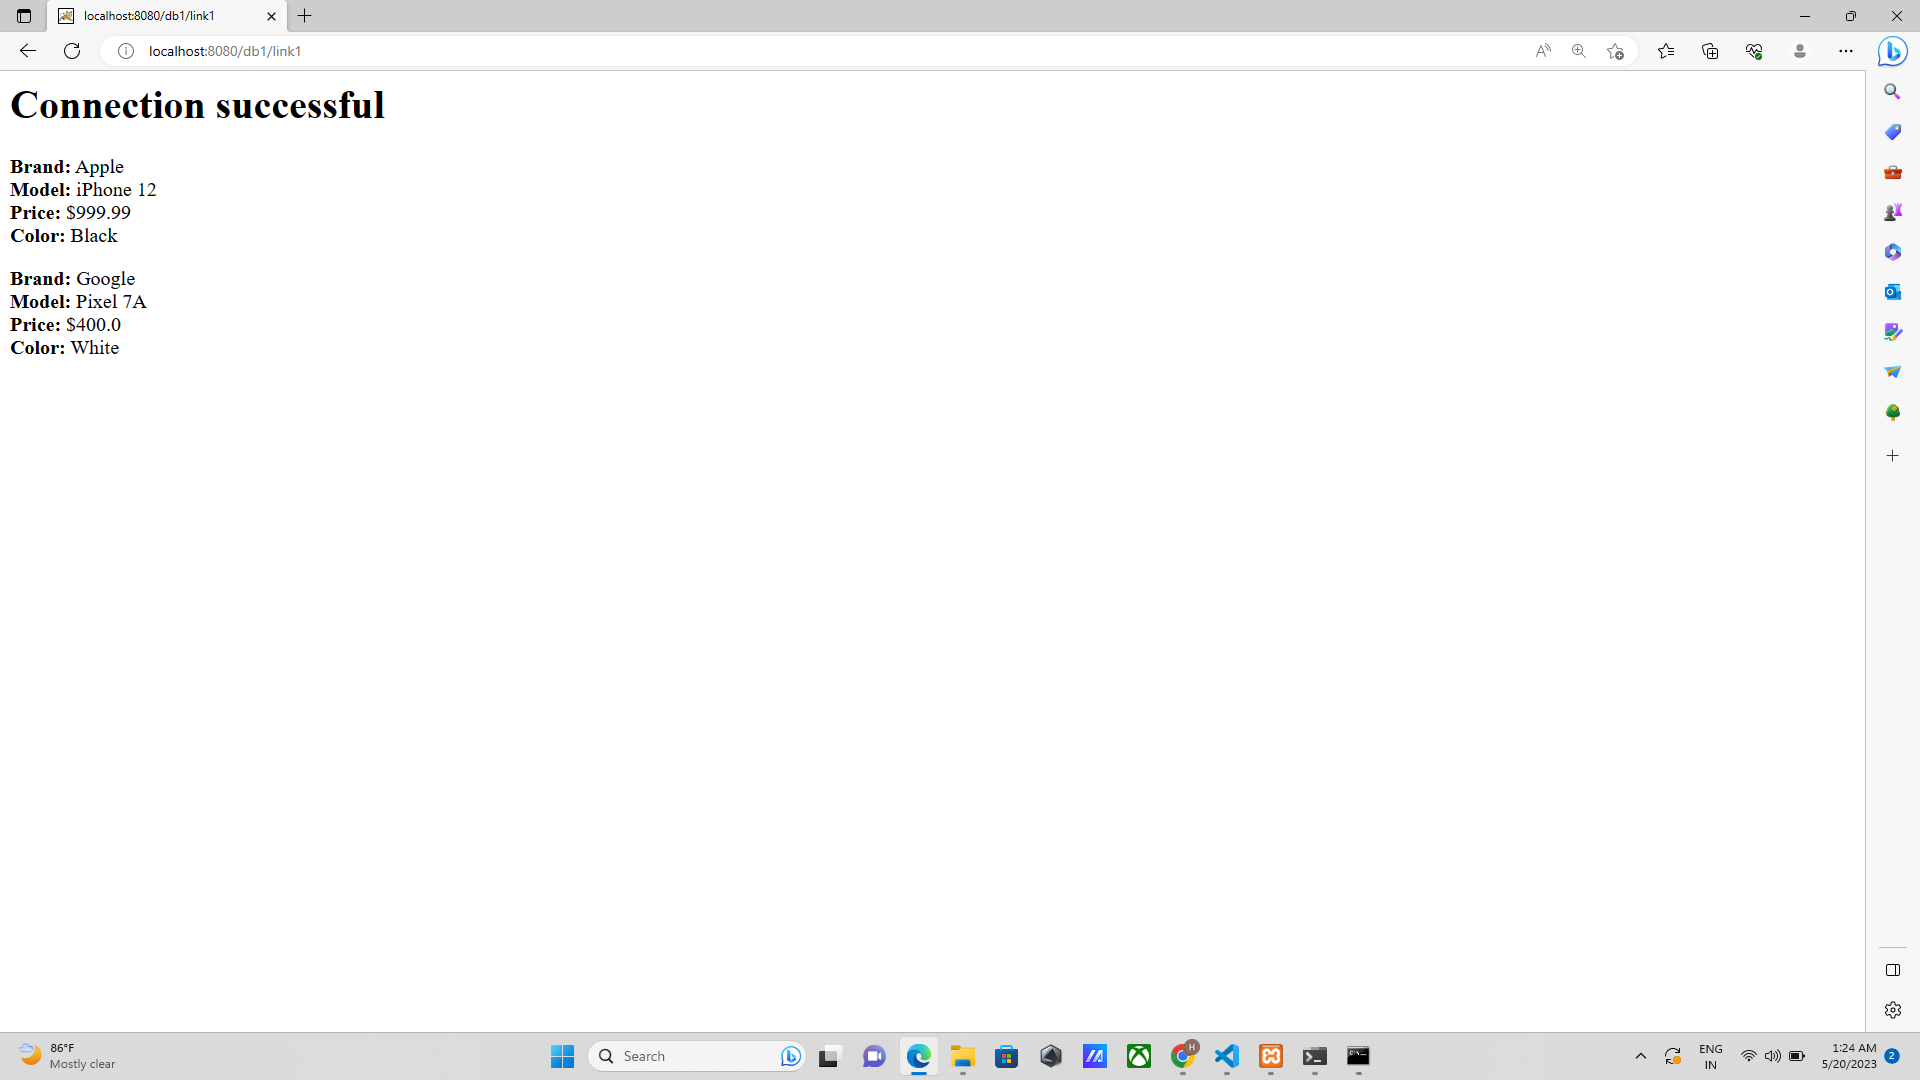 localhost:8080/db1/link1
localhost:8080/db1/link1
Connection successful
Brand: Apple
Model: iPhone 12
Price: $999.99
Color: Black
Brand: Google
Model: Pixel 7A
Price: $400.0
Color: White
86°F
Mostly clear
Search
H
ENG
IN
1:24 AM
5/20/2023
2